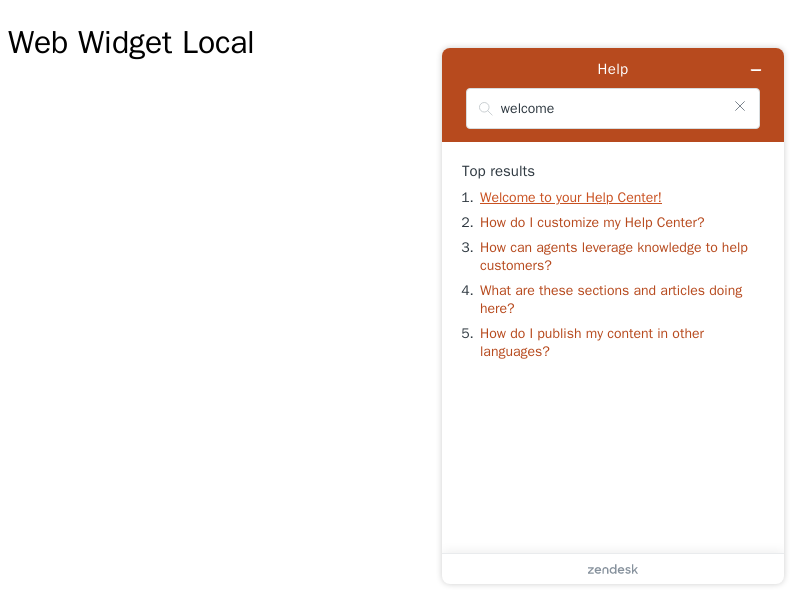 Web Widget Local
Help
welcome
Top results
1. Welcome to your Help Center!
2. How do I customize my Help Center?
3. How can agents leverage knowledge to help
customers?
4. What are these sections and articles doing
here?
5. How do I publish my content in other
languages?
zendesk